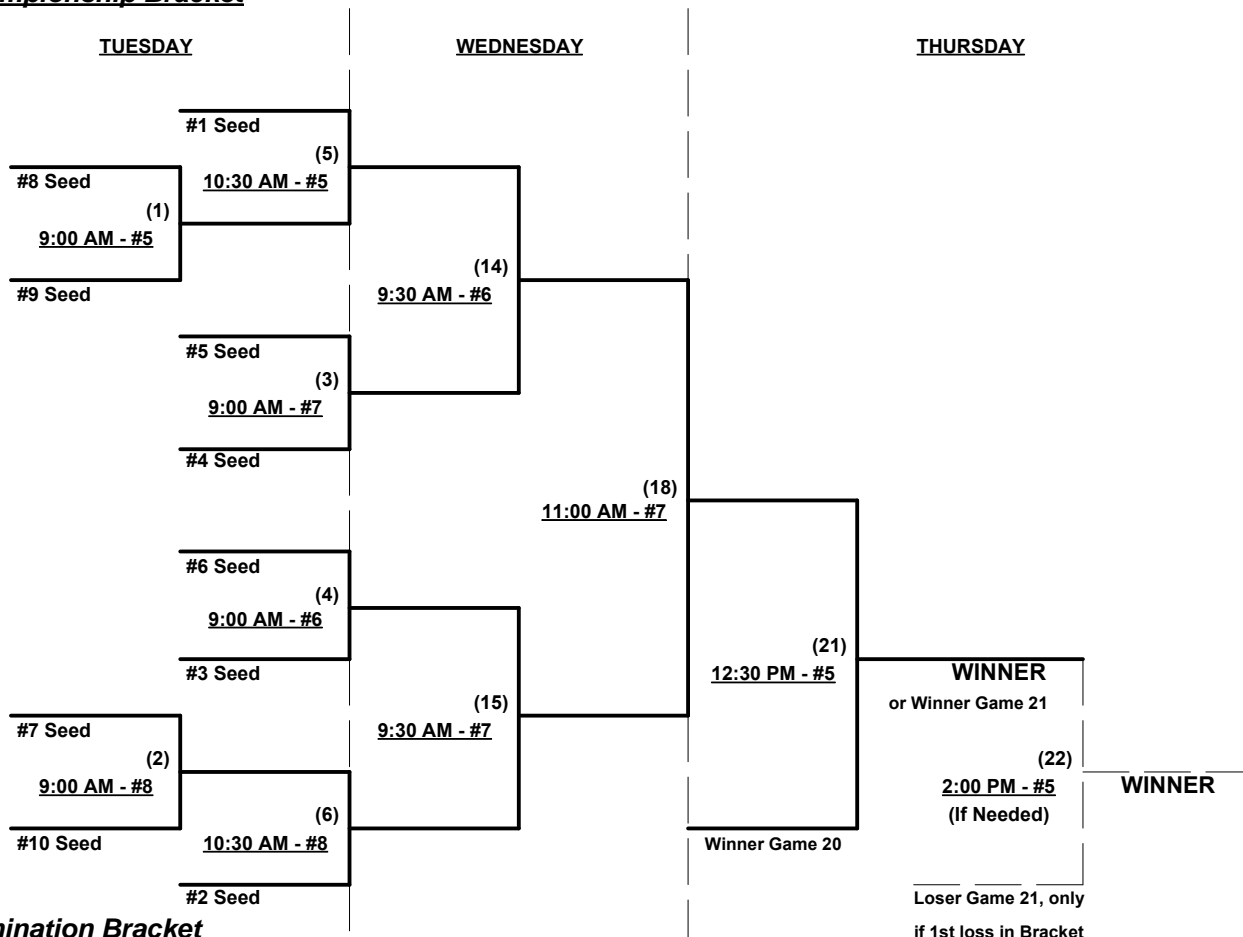 Bracket
TUESDAY WEDNESDAY THURSDAY
#1 Seed
(5)
10:30 AM - #5
#8 Seed
(1)
9:00 AM - #5
#9 Seed
(14)
9:30 AM - #6
#5 Seed
(3)
9:00 AM - #7
#4 Seed
(18)
11:00 AM - #7
#6 Seed
(4)
9:00 AM - #6
#3 Seed
(21)
12:30 PM - #5
WINNER
or Winner Game 21
(15)
9:30 AM - #7
#7 Seed
(2)
9:00 AM - #8
#10 Seed
(6)
10:30 AM - #8
#2 Seed
(22)
2:00 PM - #5
(If Needed)
WINNER
Winner Game 20
Loser Game 21, only
if 1st loss in Bracket
mination Bracket